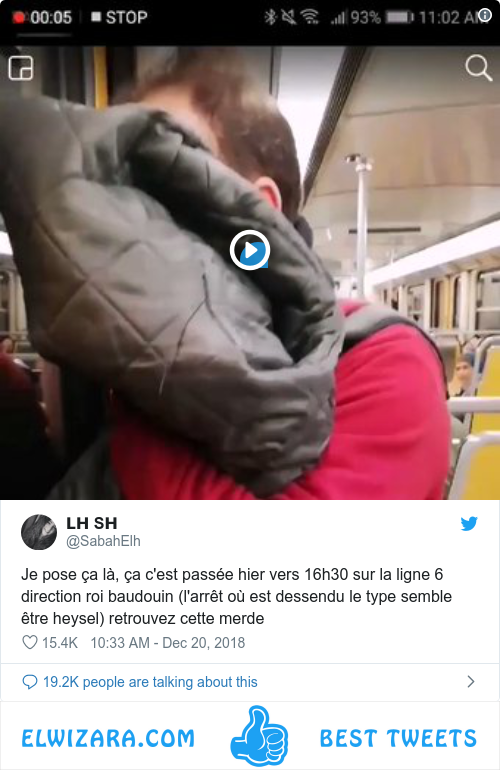 00:05 STOP 93% 11:02 AM
LH SH
@SabahElh
Je pose ça là, ça c'est passée hier vers 16h30 sur la ligne 6
direction roi baudouin (l'arrêt où est dessendu le type semble
être heysel) retrouvez cette merde
15.4K 10:33 AM - Dec 20, 2018
19.2K people are talking about this
ELWIZARA.COM BEST TWEETS